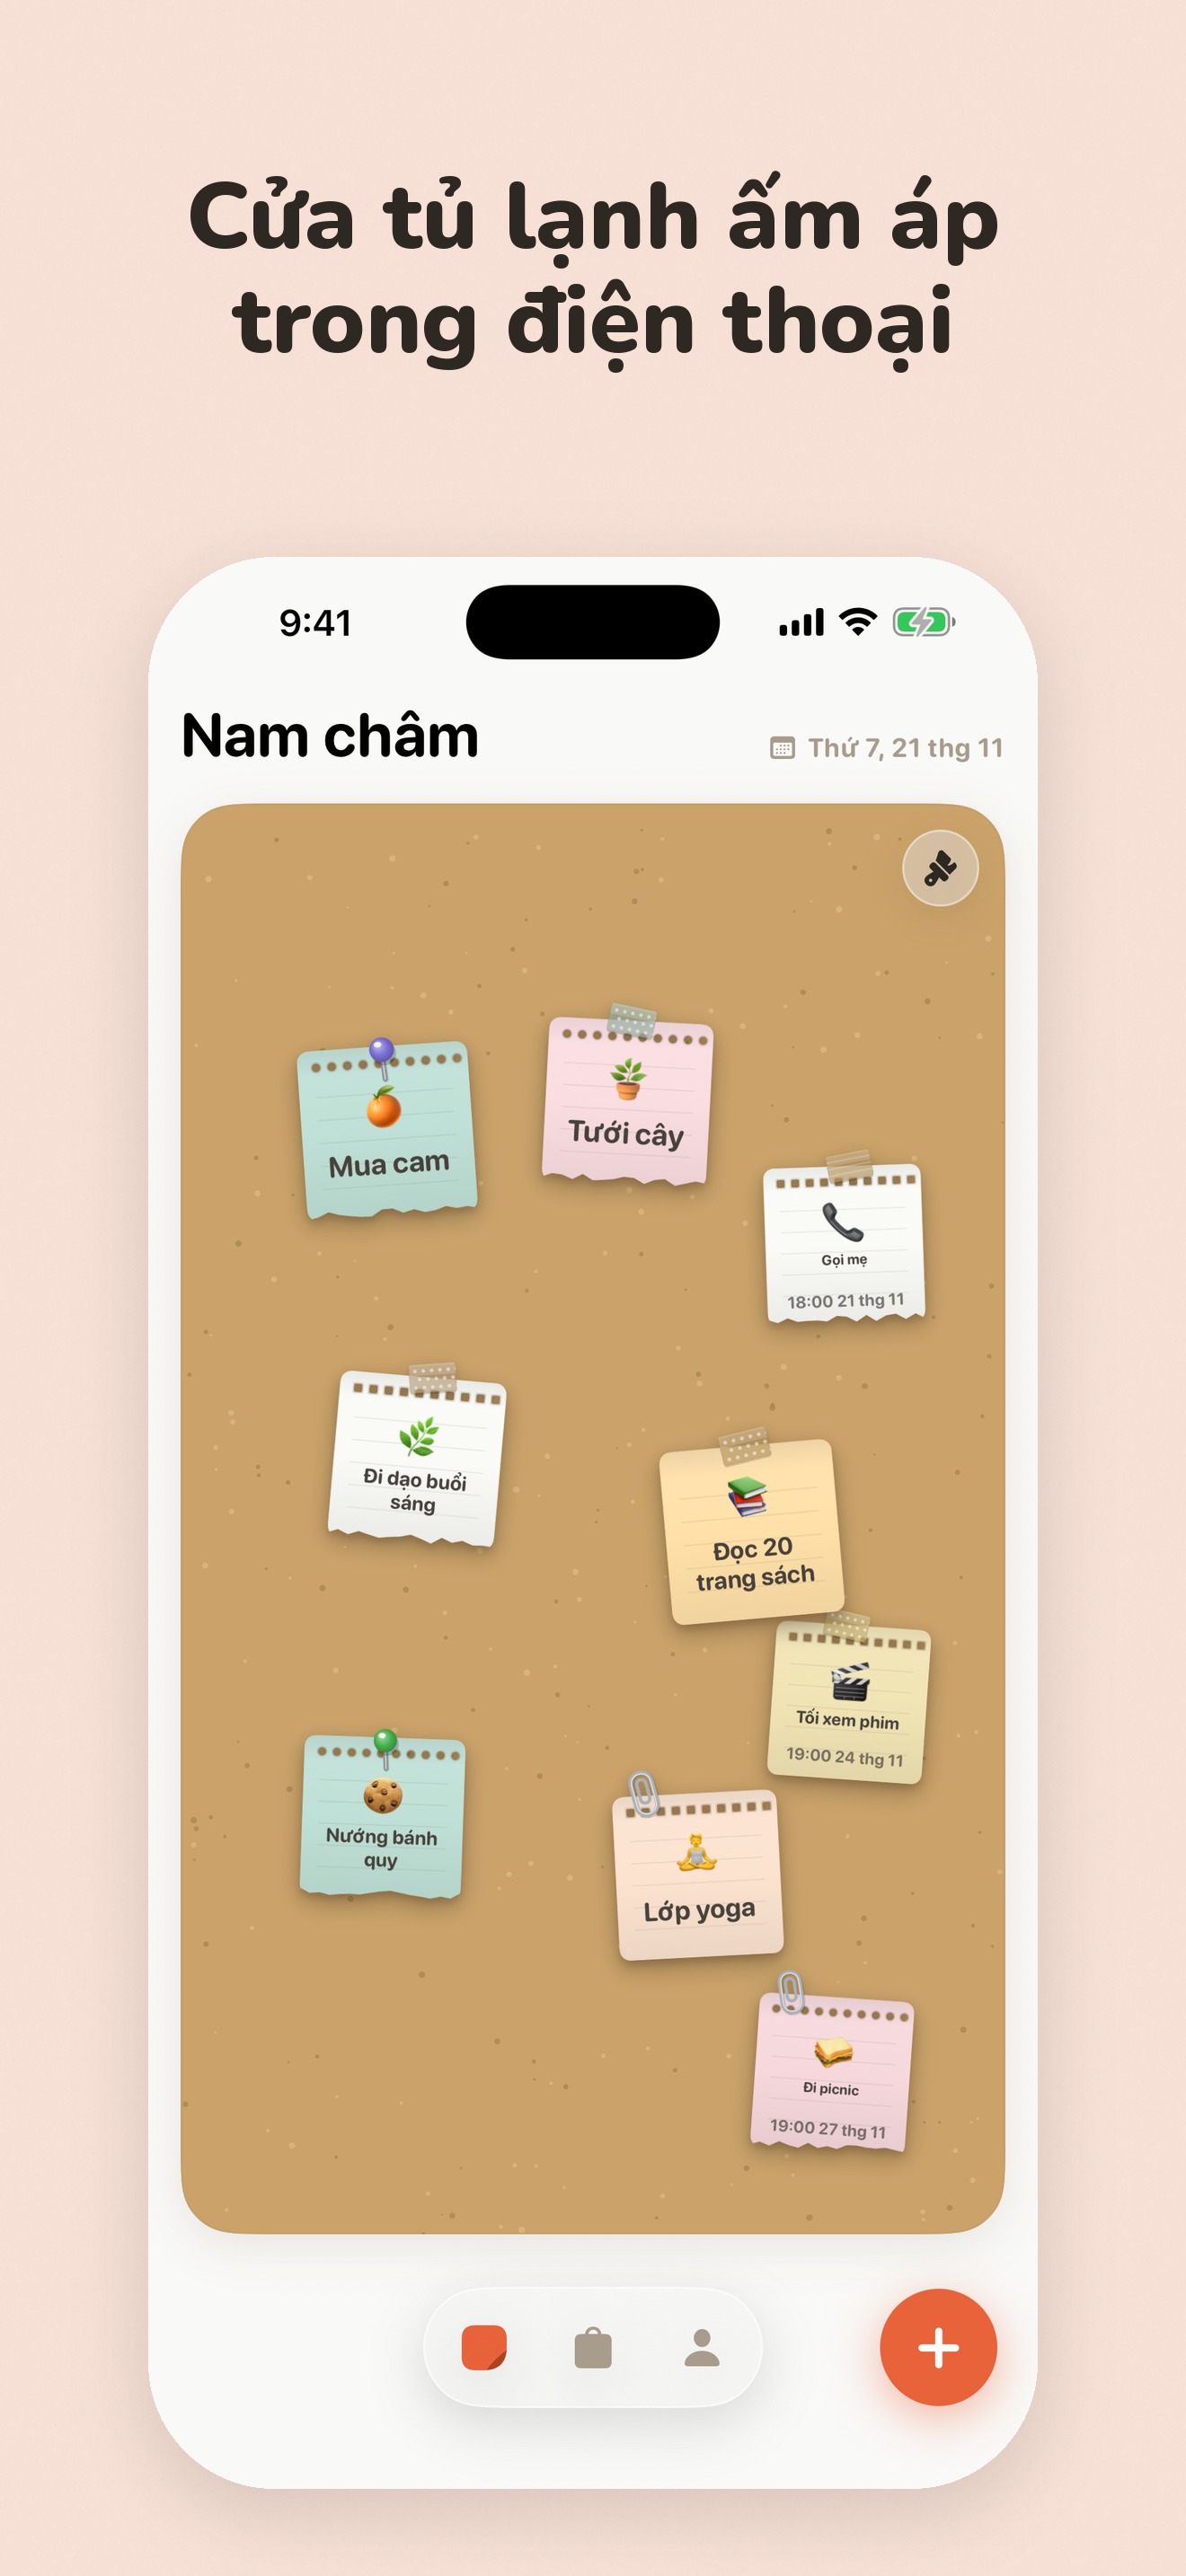 Cửa tủ lạnh ấm áp
trong điện thoại
9:41
Nam châm
Thứ 7, 21 thg 11
Mua cam
Tưới cây
Gọi mẹ
18:00 21 thg 11
Đi dạo buổi
sáng
Đọc 20
trang sách
Tối xem phim
19:00 24 thg 11
Nướng bánh
quy
Lớp yoga
Đi picnic
19:00 27 thg 11